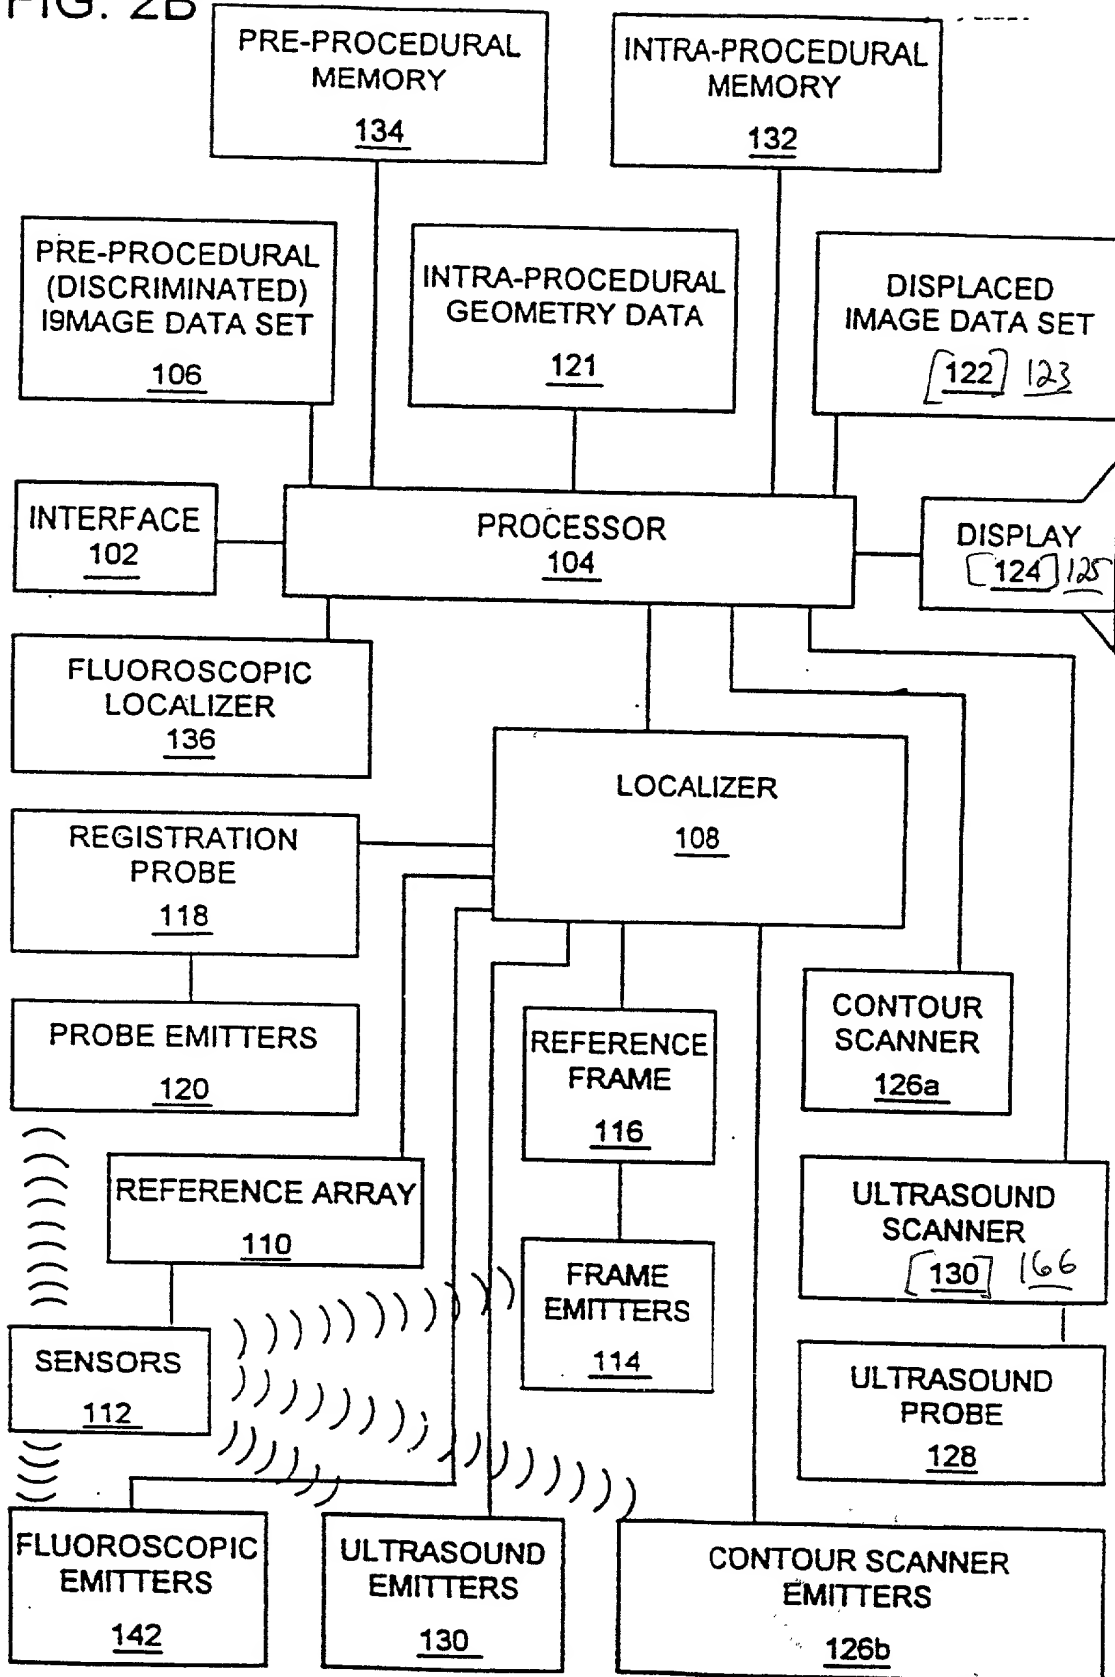 FIG. 2B
PRE-PROCEDURAL
MEMORY
134
INTRA-PROCEDURAL
MEMORY
132
PRE-PROCEDURAL
(DISCRIMINATED)
I9MAGE DATA SET
106
INTRA-PROCEDURAL
GEOMETRY DATA
121
DISPLACED
IMAGE DATA SET
[122] 123
INTERFACE
102
PROCESSOR
104
DISPLAY
[124] 125
FLUOROSCOPIC
LOCALIZER
136
LOCALIZER
108
REGISTRATION
PROBE
118
PROBE EMITTERS
120
REFERENCE
FRAME
116
CONTOUR
SCANNER
126a
REFERENCE ARRAY
110
ULTRASOUND
SCANNER
[130] 166
FRAME
EMITTERS
114
SENSORS
112
ULTRASOUND
PROBE
128
FLUOROSCOPIC
EMITTERS
142
ULTRASOUND
EMITTERS
130
CONTOUR SCANNER
EMITTERS
126b